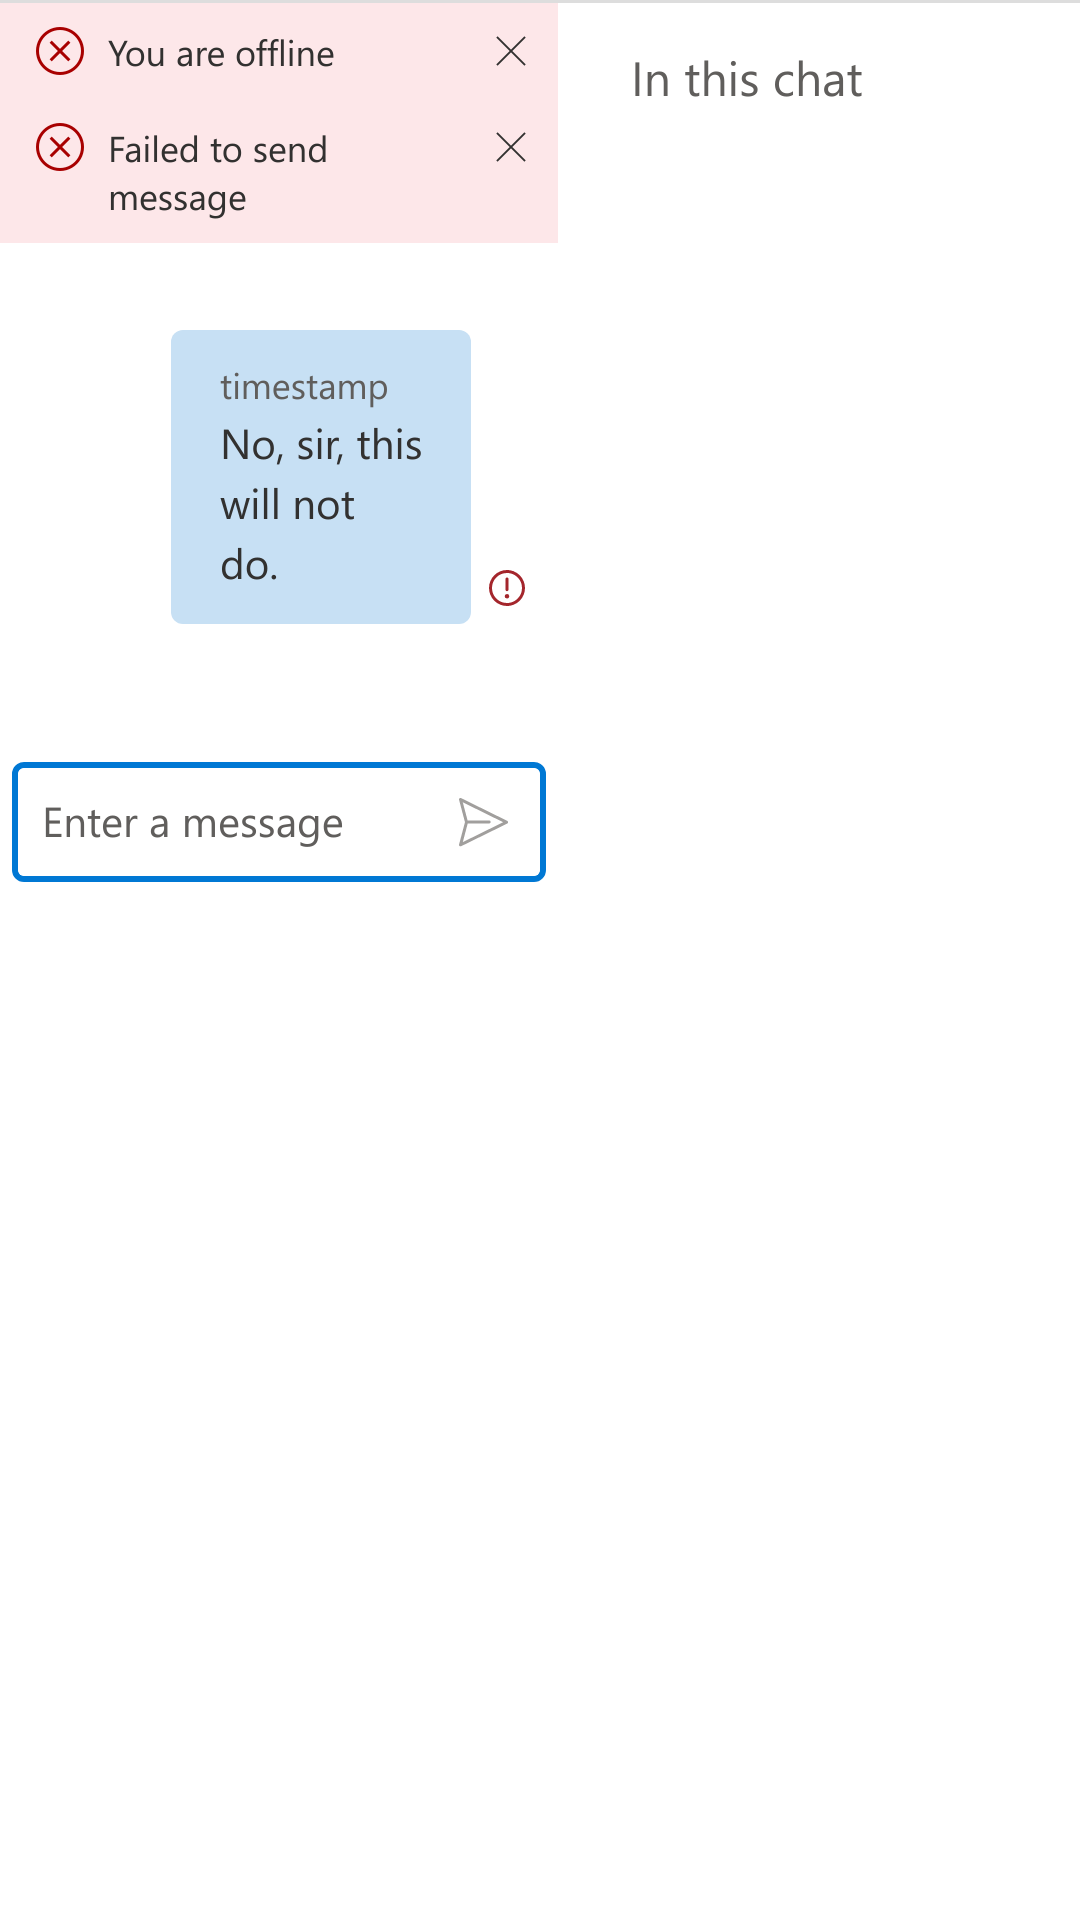 You are offline
Failed to send
message
In this chat
timestamp
No, sir, this
will not
do.
Enter a message